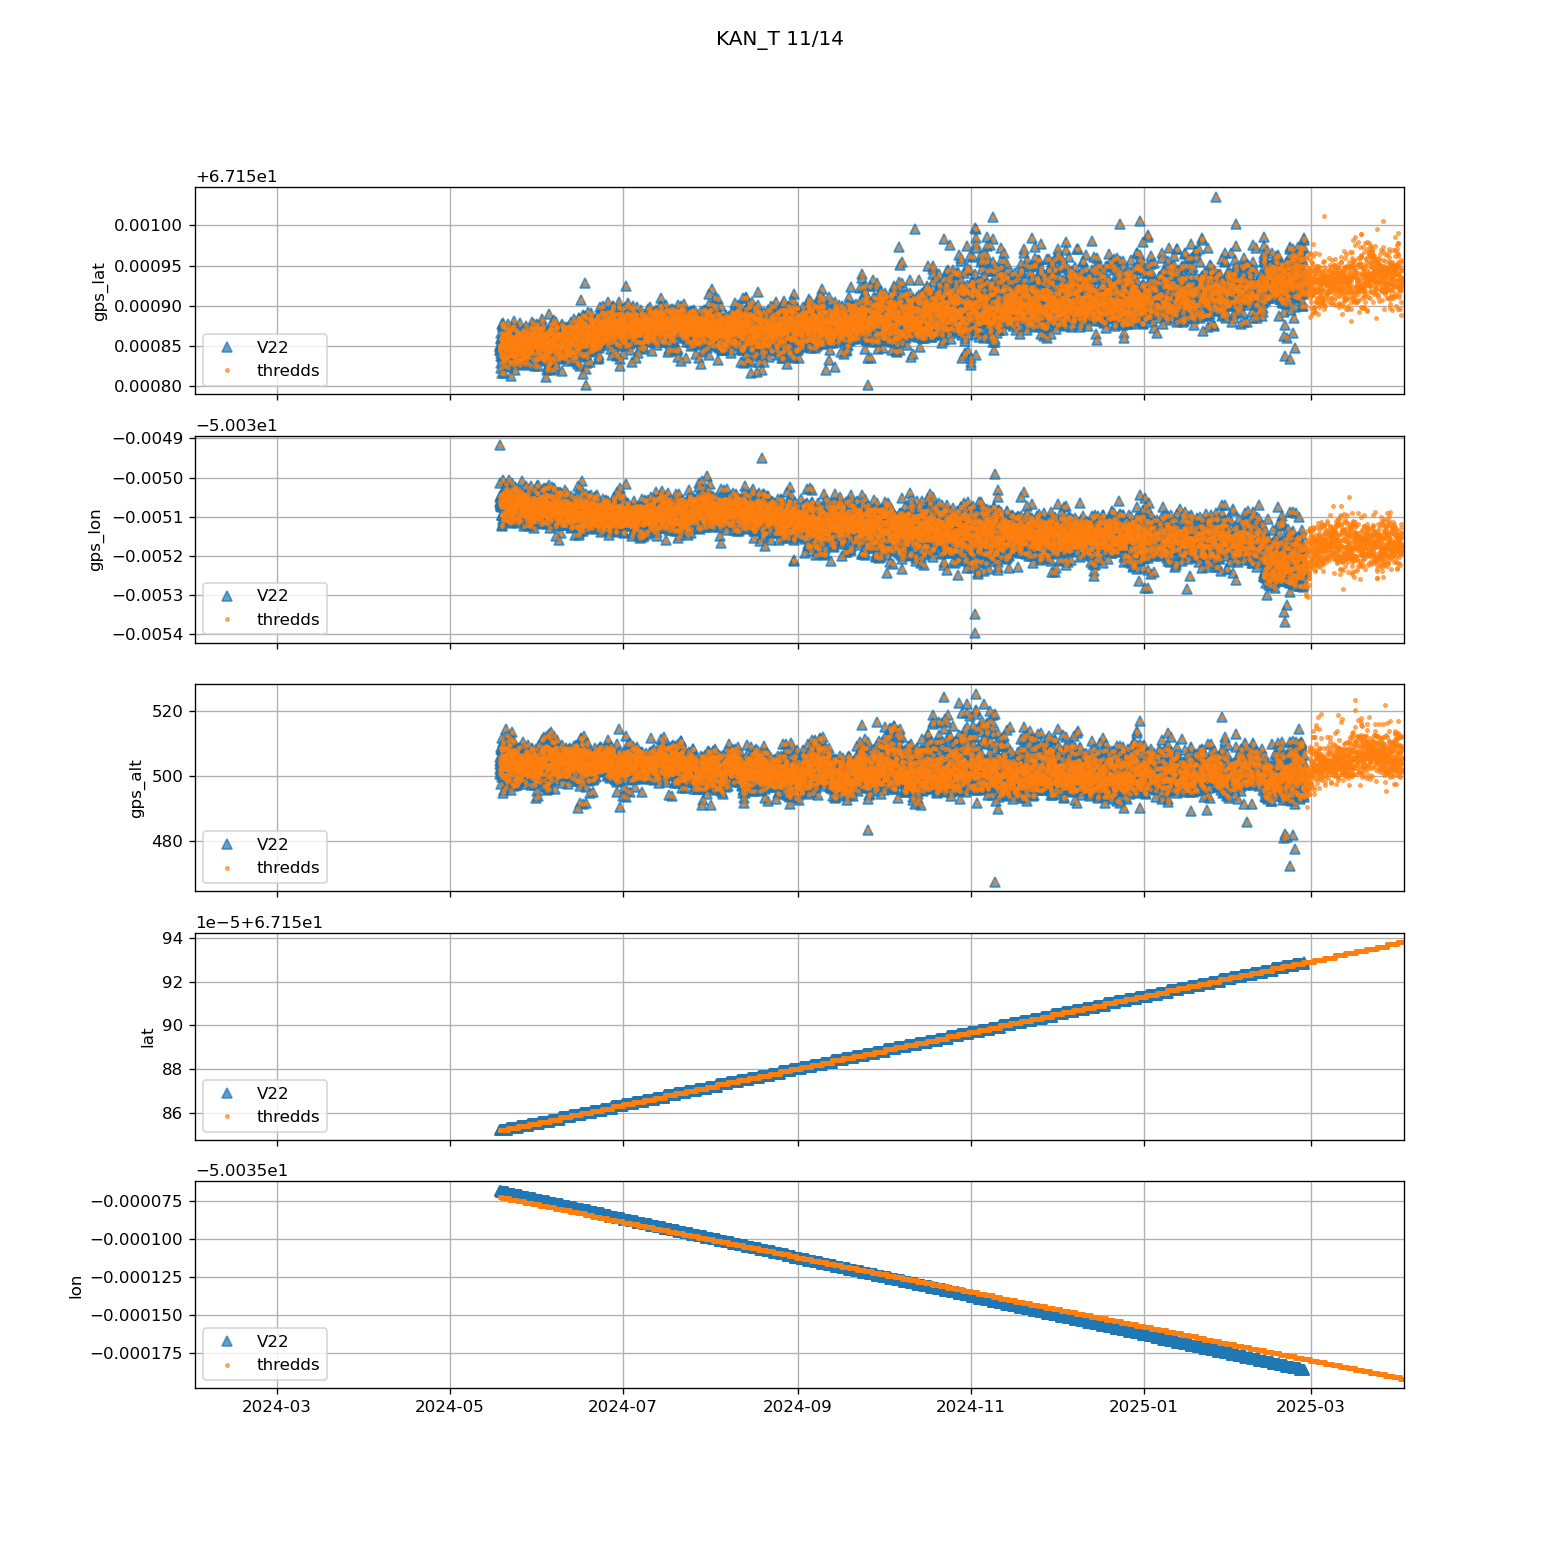 KAN_T 11/14
+6.715e1
0.00100
0.00095
0.00090
0.00085
0.00080
gps_lat
V22
thredds
−5.003e1
−0.0049
−0.0050
−0.0051
−0.0052
−0.0053
−0.0054
gps_lon
V22
thredds
520
500
480
gps_alt
V22
thredds
1e−5+6.715e1
94
92
90
88
86
lat
V22
thredds
−5.0035e1
−0.000075
−0.000100
−0.000125
−0.000150
−0.000175
lon
V22
thredds
2024-03 2024-05 2024-07 2024-09 2024-11 2025-01 2025-03